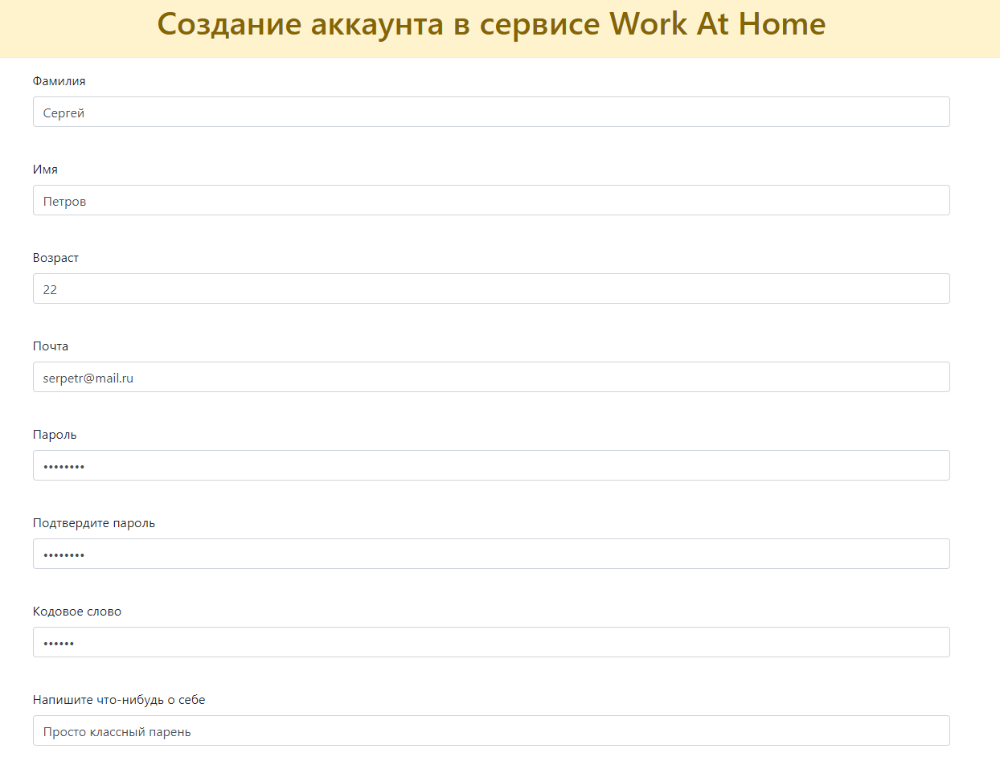 Создание аккаунта в сервисе Work At Home
Фамилия
Сергей
Имя
Петров
Возраст
22
Почта
serpetr@mail.ru
Пароль
••••••••
Подтвердите пароль
••••••••
Кодовое слово
••••••
Напишите что-нибудь о себе
Просто классный парень